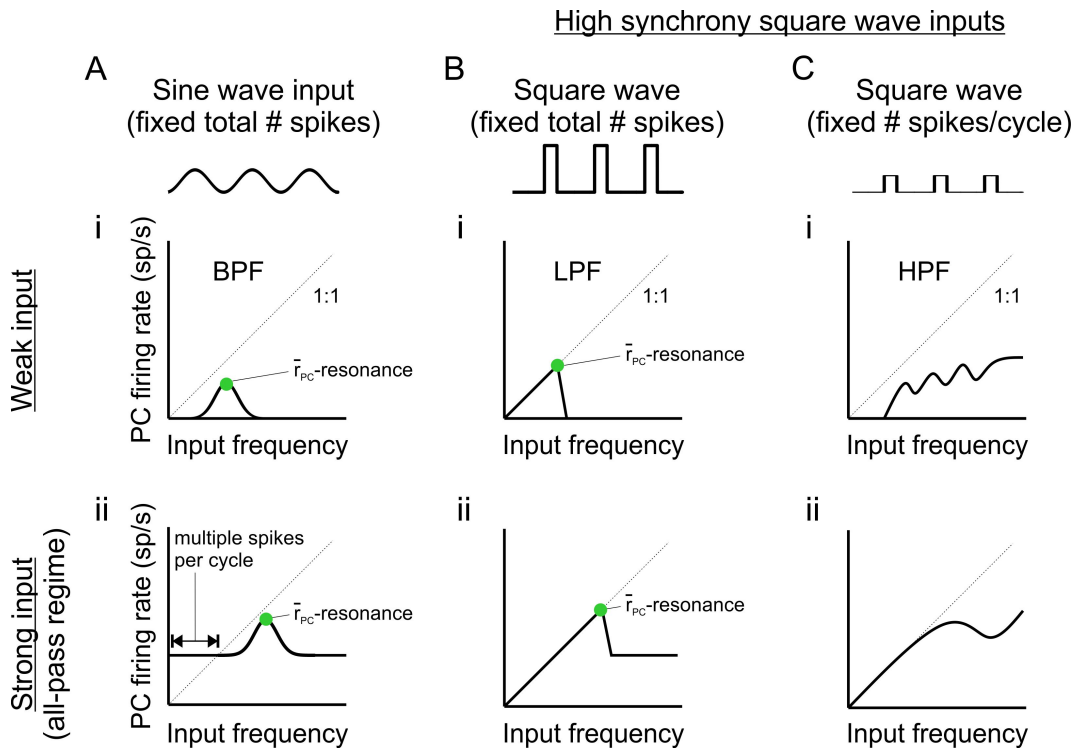 High synchrony square wave inputs
A
Sine wave input
(fixed total # spikes)
B
Square wave
(fixed total # spikes)
C
Square wave
(fixed # spikes/cycle)
Weak input
i
PC firing rate (sp/s)
BPF
1:1
r̄PC-resonance
Input frequency
i
LPF
1:1
r̄PC-resonance
Input frequency
i
HPF
1:1
Input frequency
Strong input
(all-pass regime)
ii
PC firing rate (sp/s)
multiple spikes
per cycle
r̄PC-resonance
Input frequency
ii
r̄PC-resonance
Input frequency
ii
Input frequency